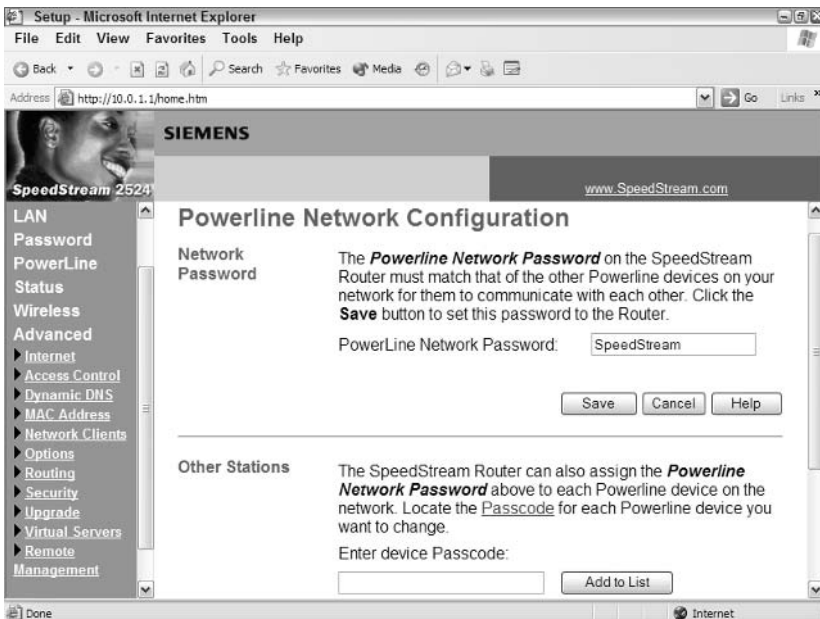 Setup - Microsoft Internet Explorer
File Edit View Favorites Tools Help
Back Search Favorites Media
Address http://10.0.1.1/home.htm Go Links
SIEMENS
SpeedStream 2524
www.SpeedStream.com
LAN
Password
PowerLine
Status
Wireless
Advanced
Internet
Access Control
Dynamic DNS
MAC Address
Network Clients
Options
Routing
Security
Upgrade
Virtual Servers
Remote
Management
Powerline Network Configuration
Network
Password
The Powerline Network Password on the SpeedStream
Router must match that of the other Powerline devices on your
network for them to communicate with each other. Click the
Save button to set this password to the Router.
PowerLine Network Password: SpeedStream
Save Cancel Help
Other Stations
The SpeedStream Router can also assign the Powerline
Network Password above to each Powerline device on the
network. Locate the Passcode for each Powerline device you
want to change.
Enter device Passcode:
Add to List
Done Internet